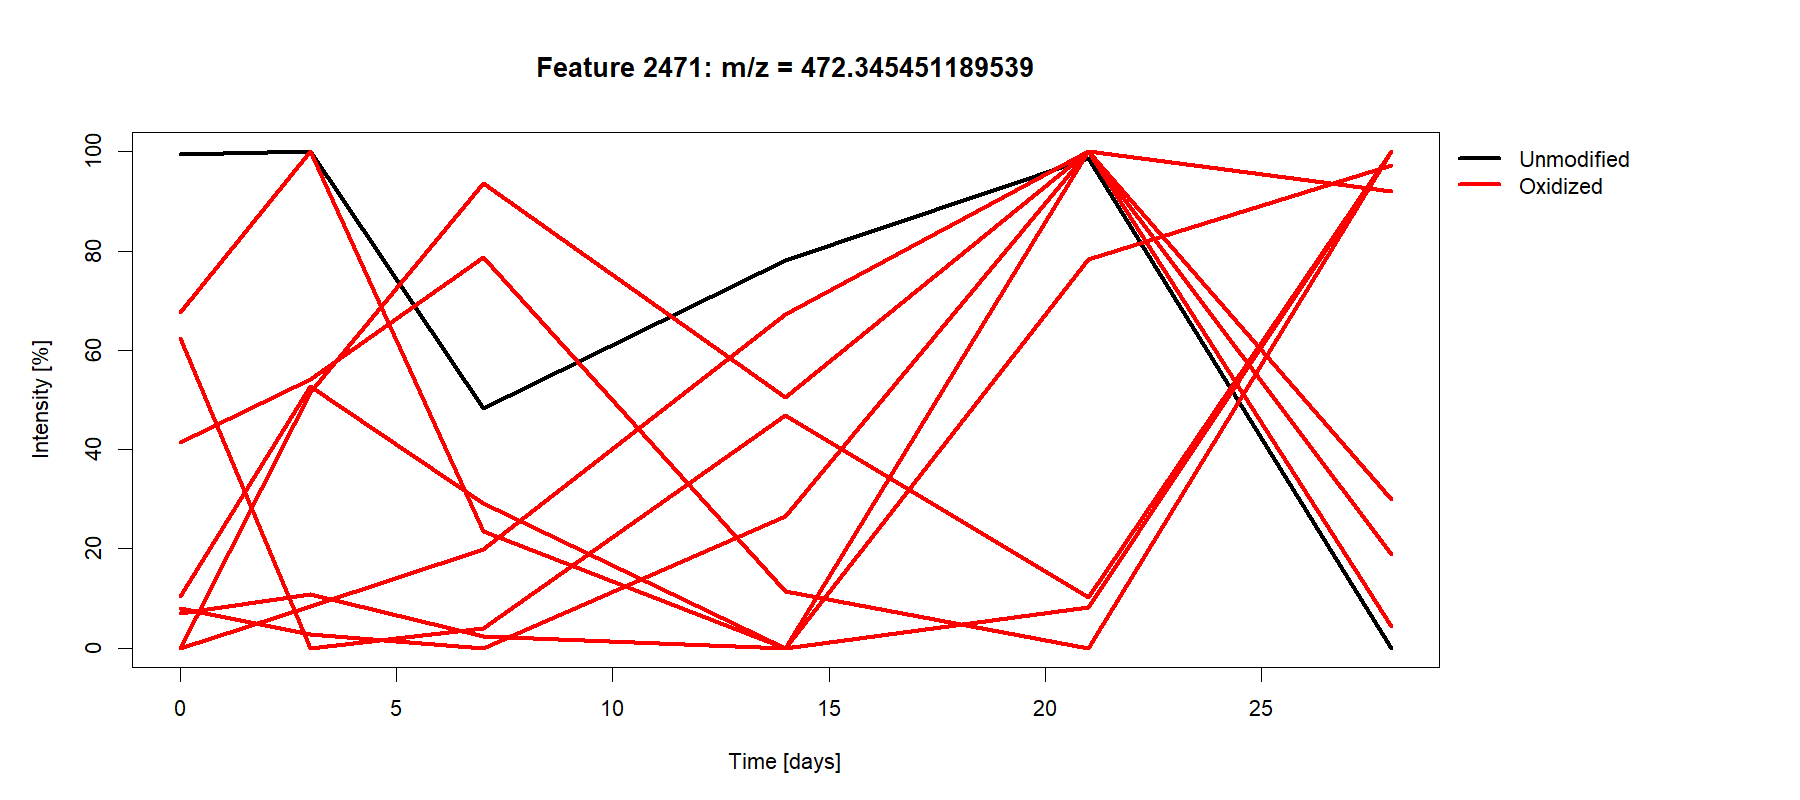 Feature 2471: m/z = 472.345451189539
Unmodified
Oxidized
Intensity [%]
100
80
60
40
20
0
0 5 10 15 20 25
Time [days]